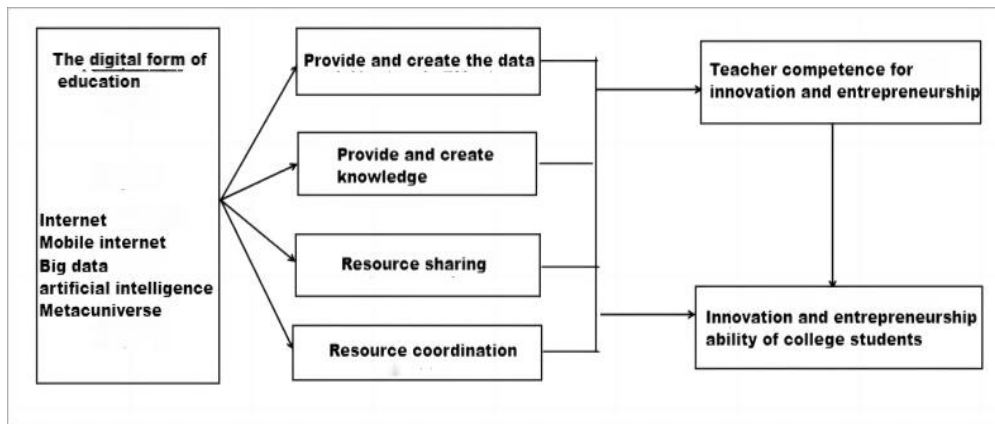 The digital form of
education
Internet
Mobile internet
Big data
artificial intelligence
Metacuniverse
Provide and create the data
Provide and create
knowledge
Resource sharing
Resource coordination
Teacher competence for
innovation and entrepreneurship
Innovation and entrepreneurship
ability of college students